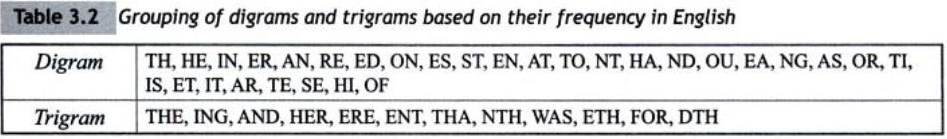 Table 3.2 Grouping of digrams and trigrams based on their frequency in English
Digram TH, HE, IN, ER, AN, RE, ED, ON, ES, ST, EN, AT, TO, NT, HA, ND, OU, EA, NG, AS, OR, TI,
IS, ET, IT, AR, TE, SE, HI, OF
Trigram THE, ING, AND, HER, ERE, ENT, THA, NTH, WAS, ETH, FOR, DTH